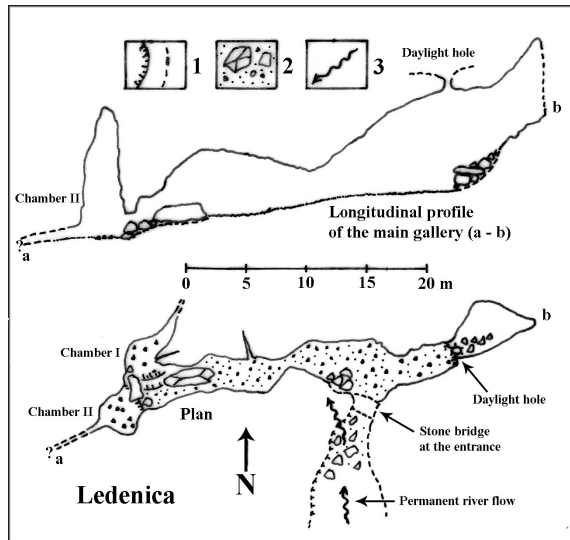 Daylight hole
1
2
3
b
Chamber II
?
a
Longitudinal profile
of the main gallery (a - b)
0
5
10
15
20 m
b
Chamber I
Daylight hole
Chamber II
Plan
Stone bridge
at the entrance
?
a
N
Ledenica
Permanent river flow